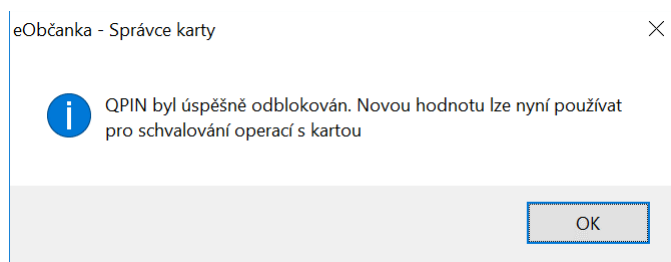 eObčanka - Správce karty
QPIN byl úspěšně odblokován. Novou hodnotu lze nyní používat
pro schvalování operací s kartou
OK